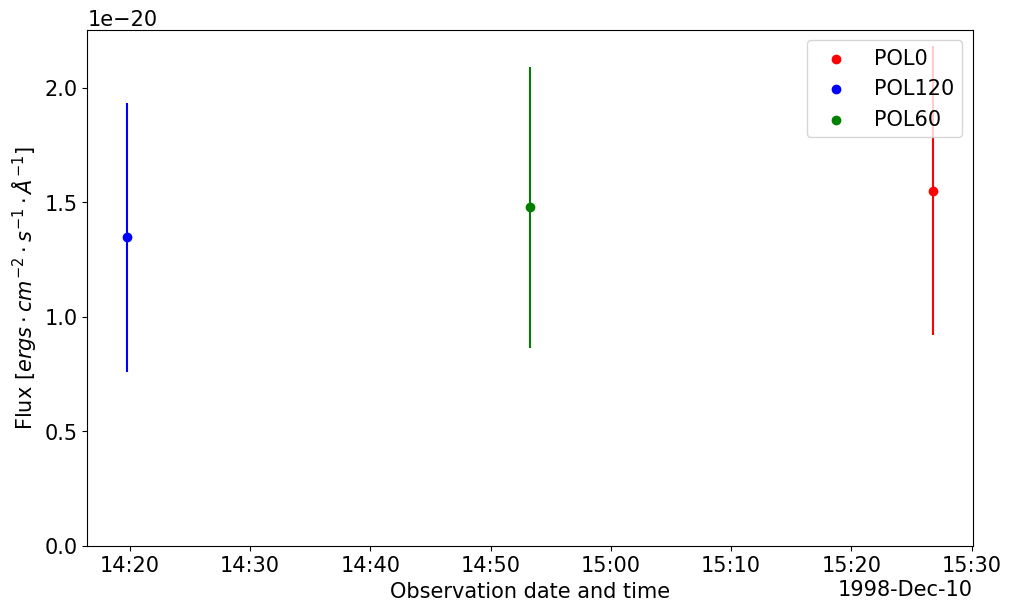 1e−20
POL0
POL120
POL60
2.0
1.5
1.0
0.5
0.0
Flux [ergs · cm⁻² · s⁻¹ · Å⁻¹]
14:20 14:30 14:40 14:50 15:00 15:10 15:20 15:30
Observation date and time
1998-Dec-10